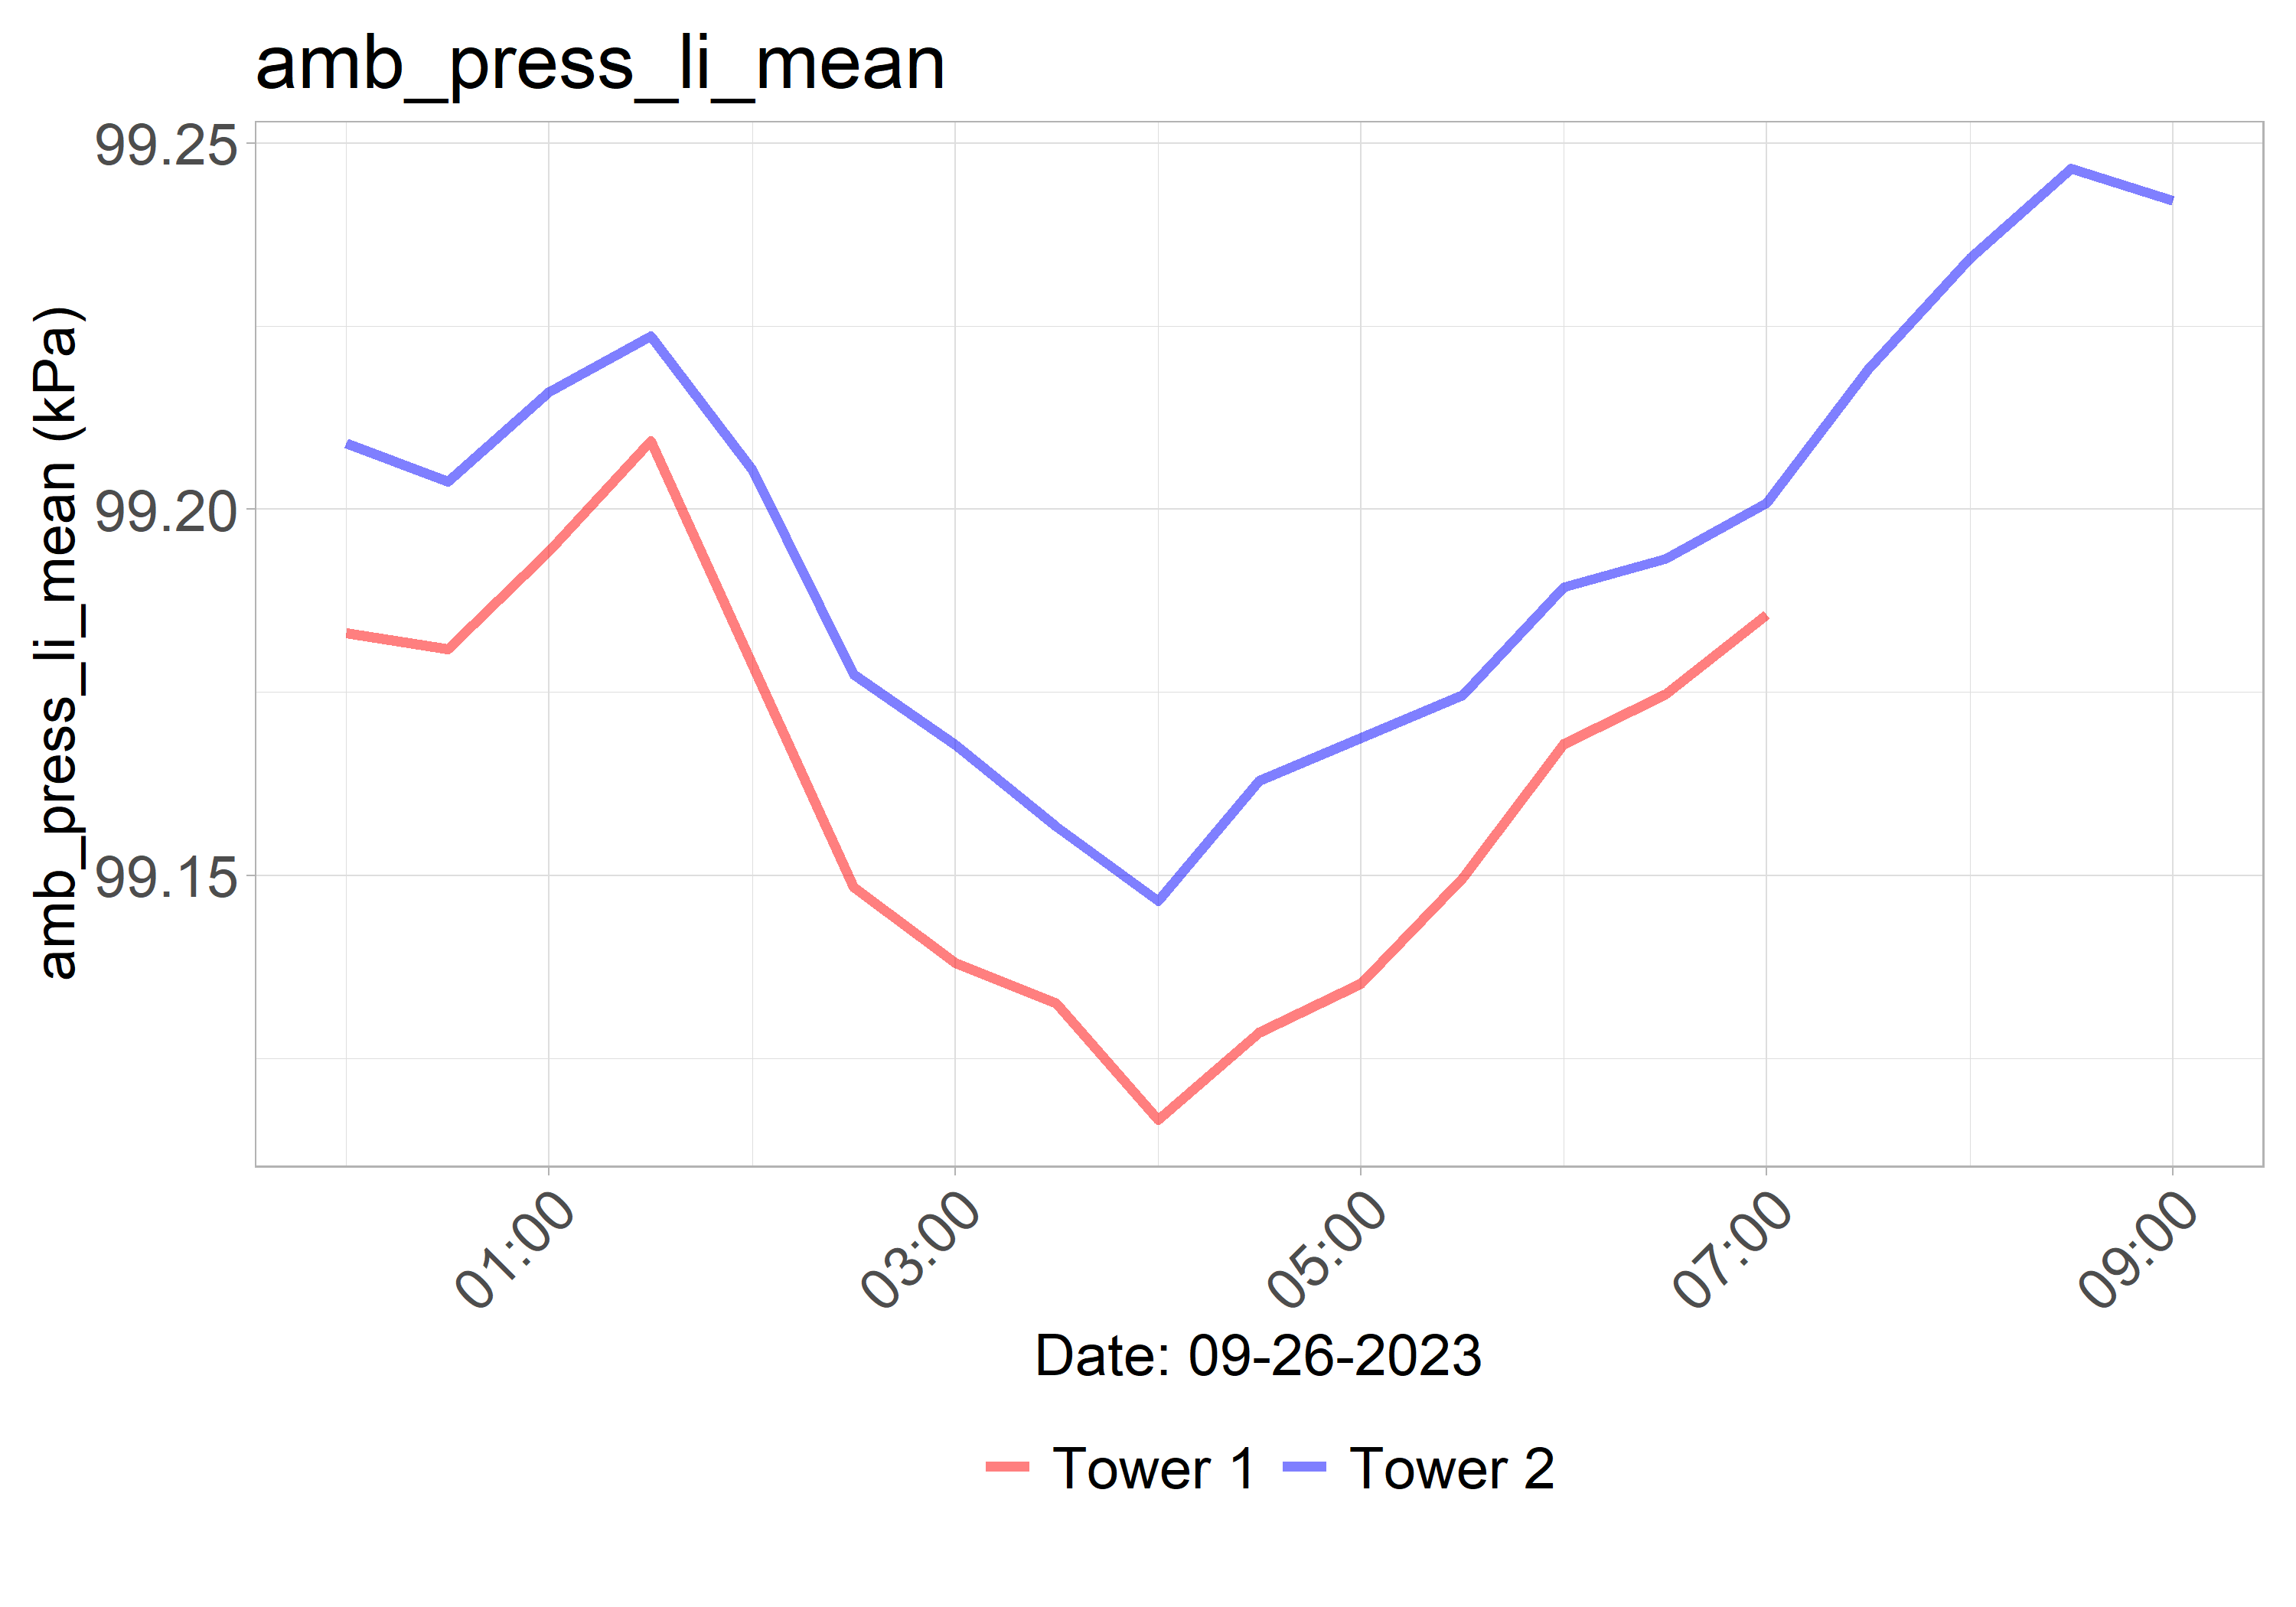 amb_press_li_mean
amb_press_li_mean (kPa)
99.25
99.20
99.15
01:00
03:00
05:00
07:00
09:00
Date: 09-26-2023
Tower 1
Tower 2